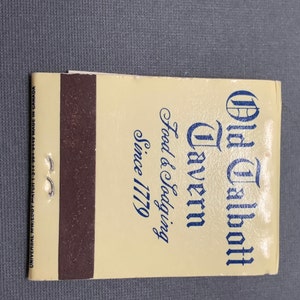 Old Talbott
Tavern
Food & Lodging
Since 1779